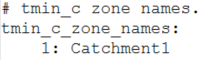 # tmin_c zone names.
tmin_c_zone_names:
    1: Catchment1